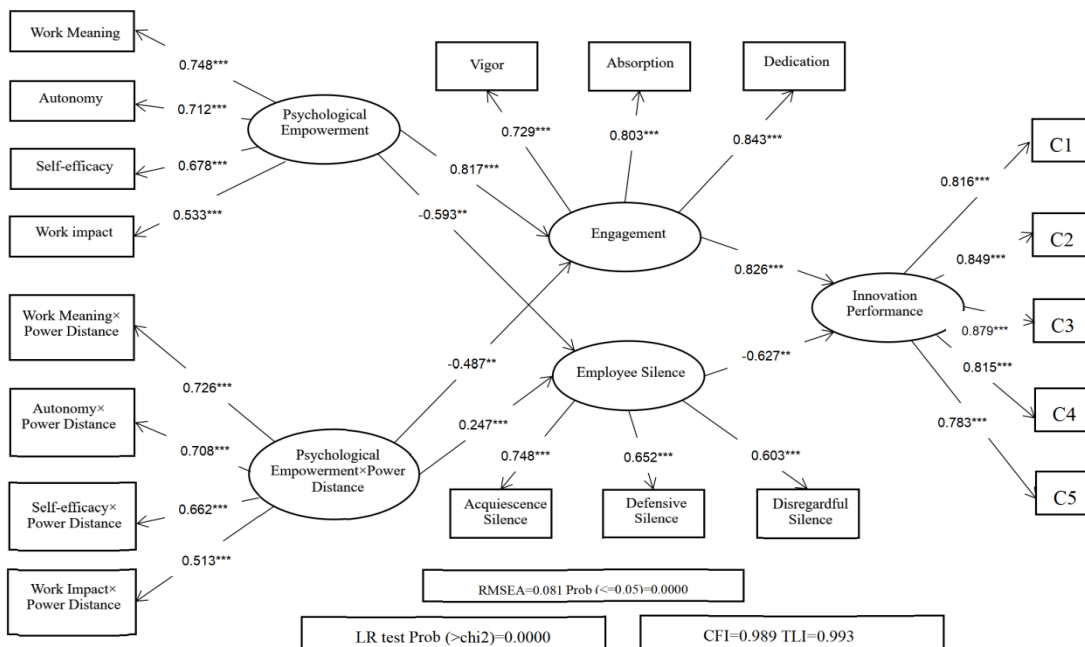 Work Meaning
0.748***
Autonomy
0.712***
Self-efficacy
0.678***
Work impact
0.533***
Psychological
Empowerment
0.817***
-0.593**
Vigor
Absorption
Dedication
0.729***
0.803***
0.843***
Engagement
0.826***
Work Meaning×
Power Distance
0.726***
Autonomy×
Power Distance
0.708***
Self-efficacy×
Power Distance
0.662***
Work Impact×
Power Distance
0.513***
Psychological
Empowerment×Power
Distance
-0.487**
0.247***
Employee Silence
-0.627**
0.748***
0.652***
0.603***
Acquiescence
Silence
Defensive
Silence
Disregardful
Silence
Innovation
Performance
0.816***
C1
0.849***
C2
0.879***
C3
0.815***
C4
0.783***
C5
RMSEA=0.081 Prob (<=0.05)=0.0000
LR test Prob (>chi2)=0.0000
CFI=0.989 TLI=0.993